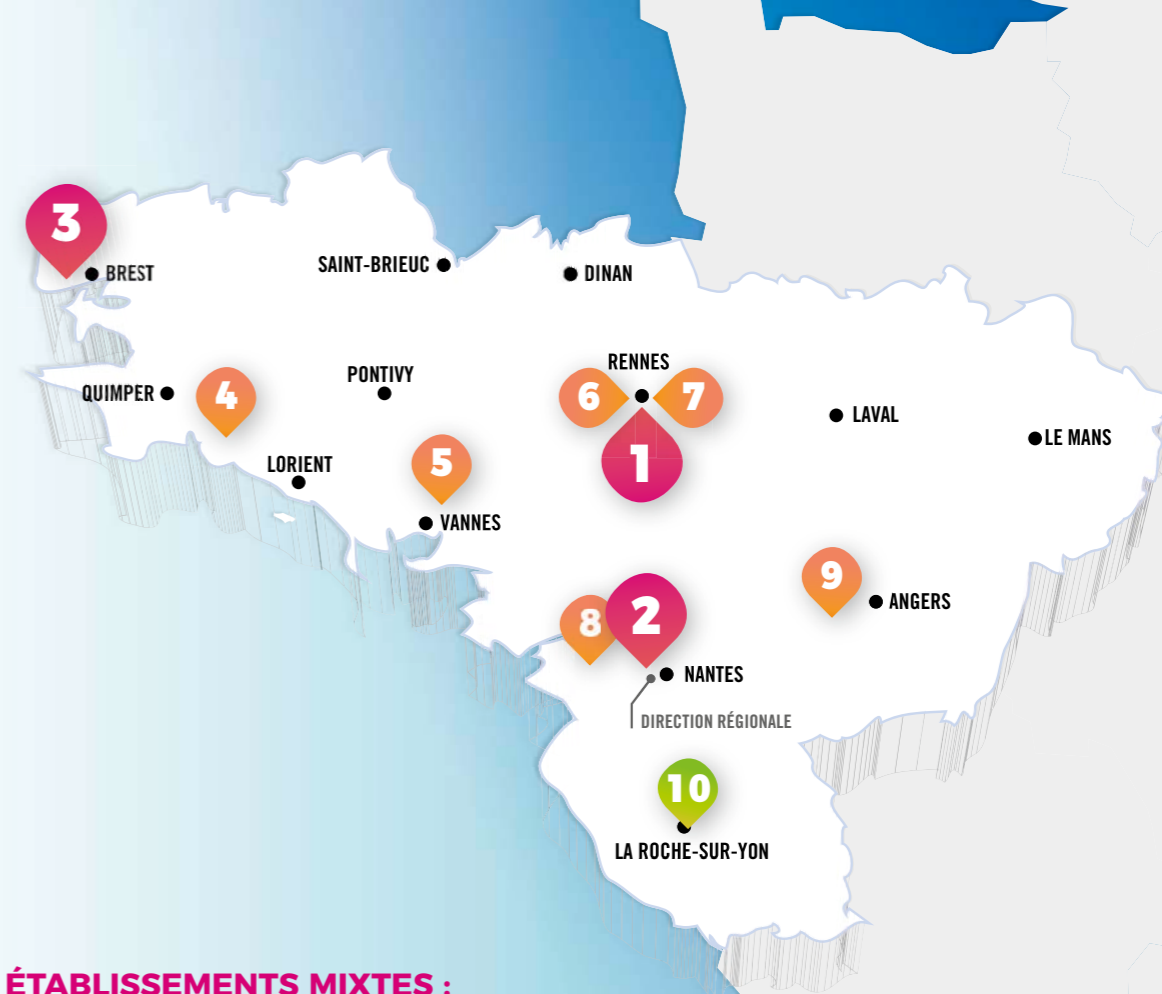 3
BREST
SAINT-BRIEUC
DINAN
RENNES
PONTIVY
QUIMPER
4
6
7
LAVAL
LE MANS
1
LORIENT
5
VANNES
9
ANGERS
8
2
NANTES
DIRECTION RÉGIONALE
10
LA ROCHE-SUR-YON
ÉTABLISSEMENTS MIXTES :